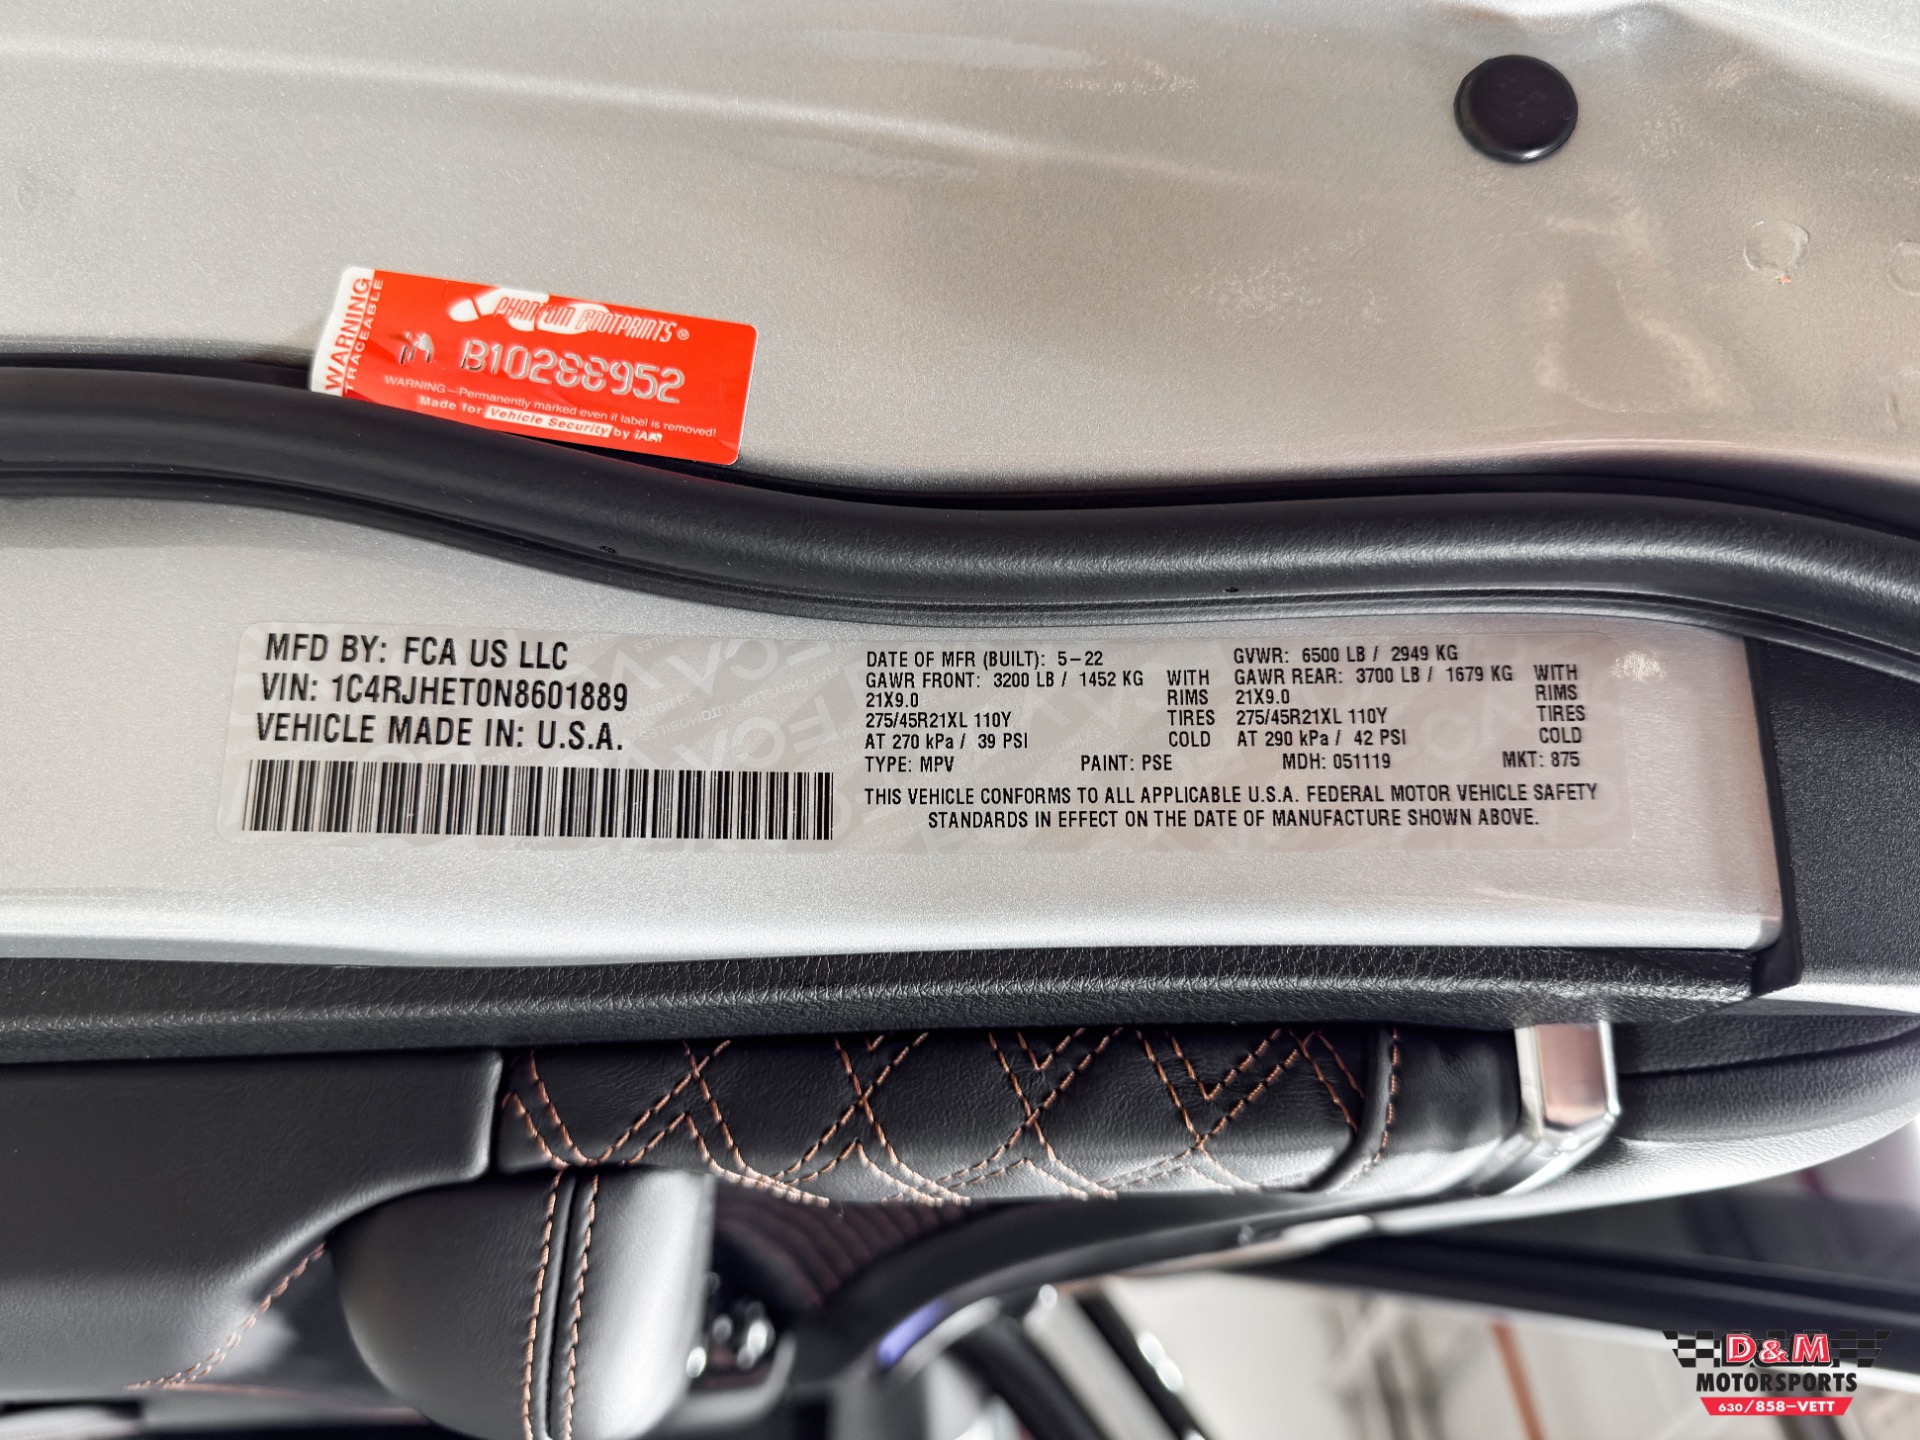 WARNING
TRACEABLE
PHANTOM FOOTPRINTS®
iA B10288952
WARNING—Permanently marked even if label is removed!
Made for Vehicle Security by
MFD BY: FCA US LLC
VIN: 1C4RJHET0N8601889
VEHICLE MADE IN: U.S.A.
DATE OF MFR (BUILT): 5-22 GVWR: 6500 LB / 2949 KG
GAWR FRONT: 3200 LB / 1452 KG WITH GAWR REAR: 3700 LB / 1679 KG WITH
21X9.0 RIMS 21X9.0 RIMS
275/45R21XL 110Y TIRES 275/45R21XL 110Y TIRES
AT 270 kPa / 39 PSI COLD AT 290 kPa / 42 PSI COLD
TYPE: MPV PAINT: PSE MDH: 051119 MKT: 875
THIS VEHICLE CONFORMS TO ALL APPLICABLE U.S.A. FEDERAL MOTOR VEHICLE SAFETY
STANDARDS IN EFFECT ON THE DATE OF MANUFACTURE SHOWN ABOVE.
D&M
MOTORSPORTS
630/858-VETT